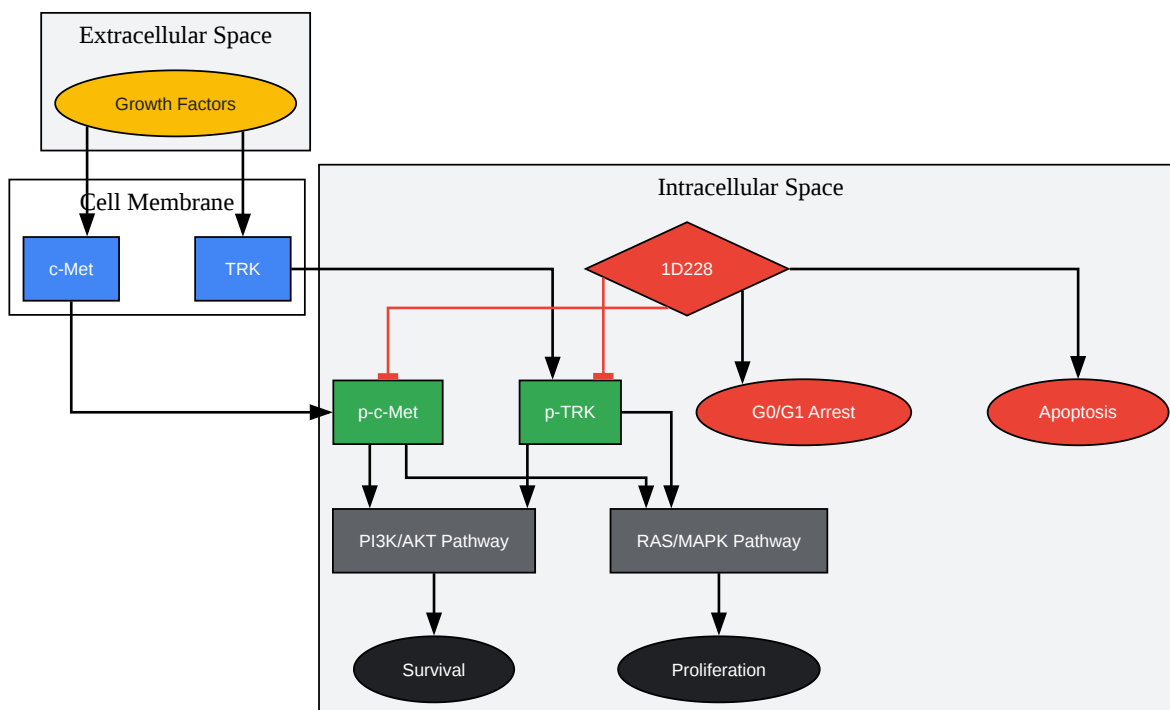 Extracellular Space
Growth Factors
Cell Membrane
c-Met
TRK
Intracellular Space
1D228
p-c-Met
p-TRK
G0/G1 Arrest
Apoptosis
PI3K/AKT Pathway
RAS/MAPK Pathway
Survival
Proliferation